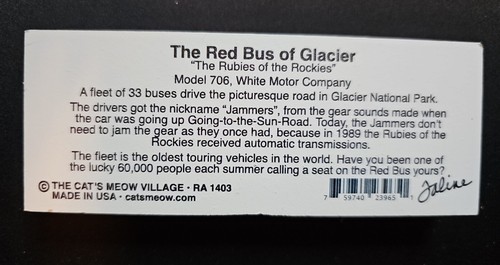 The Red Bus of Glacier
"The Rubies of the Rockies"
Model 706, White Motor Company
A fleet of 33 buses drive the picturesque road in Glacier National Park.
The drivers got the nickname "Jammers", from the gear sounds made when
the car was going up Going-to-the-Sun-Road. Today, the Jammers don't
need to jam the gear as they once had, because in 1989 the Rubies of the
Rockies received automatic transmissions.
The fleet is the oldest touring vehicles in the world. Have you been one of
the lucky 60,000 people each summer calling a seat on the Red Bus yours?
© THE CAT'S MEOW VILLAGE · RA 1403
MADE IN USA · catsmeow.com
7 59740 23965 1
Jaline